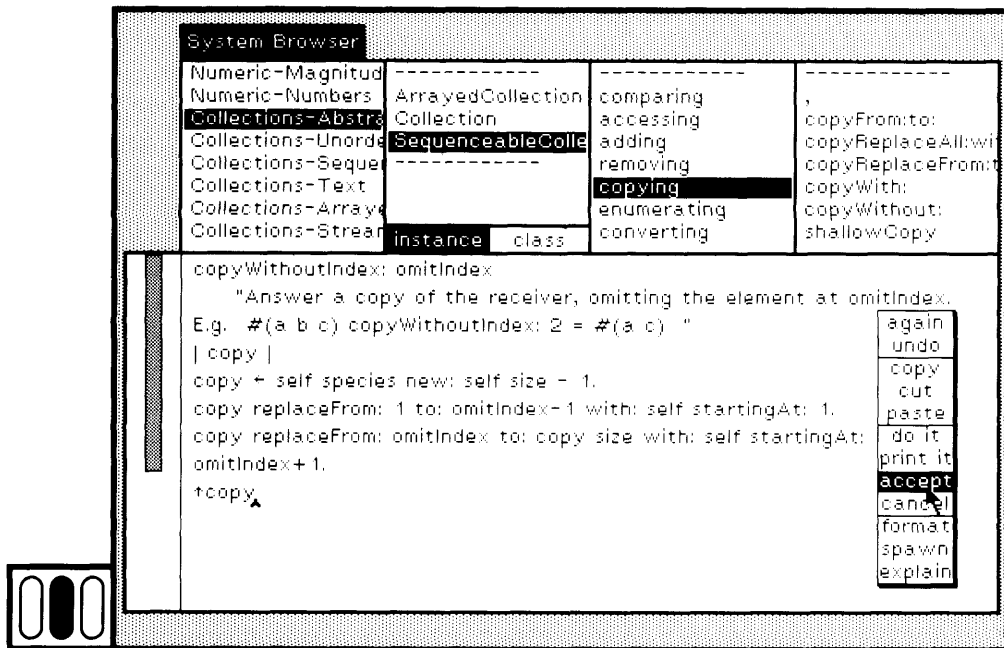 System Browser
Numeric-Magnitud
Numeric-Numbers
Collections-Abstra
Collections-Unorde
Collections-Sequer
Collections-Text
Collections-Arraye
Collections-Strear
------------
ArrayedCollection
Collection
SequenceableColle
------------
instance class
------------
comparing
accessing
adding
removing
copying
enumerating
converting
------------
,
copyFrom:to:
copyReplaceAll:wit
copyReplaceFrom:t
copyWith:
copyWithout:
shallowCopy
copyWithoutIndex: omitIndex
"Answer a copy of the receiver, omitting the element at omitIndex.
E.g. #(a b c) copyWithoutIndex: 2 = #(a c) "
| copy |
copy ← self species new: self size - 1.
copy replaceFrom: 1 to: omitIndex-1 with: self startingAt: 1.
copy replaceFrom: omitIndex to: copy size with: self startingAt:
omitIndex+1.
↑copy
again
undo
copy
cut
paste
do it
print it
accept
cancel
format
spawn
explain